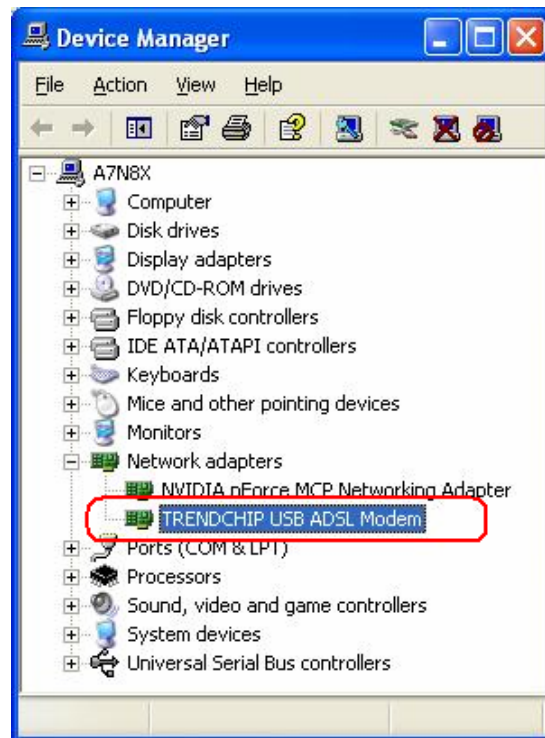 Device Manager
File Action View Help
A7N8X
Computer
Disk drives
Display adapters
DVD/CD-ROM drives
Floppy disk controllers
IDE ATA/ATAPI controllers
Keyboards
Mice and other pointing devices
Monitors
Network adapters
NVIDIA nForce MCP Networking Adapter
TRENDCHIP USB ADSL Modem
Ports (COM & LPT)
Processors
Sound, video and game controllers
System devices
Universal Serial Bus controllers